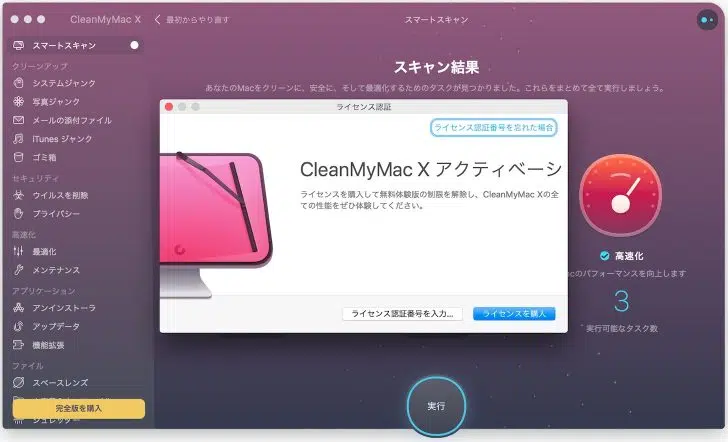 CleanMyMac X
最初からやり直す
スマートスキャン
スマートスキャン
クリーンアップ
システムジャンク
写真ジャンク
メールの添付ファイル
iTunes ジャンク
ゴミ箱
セキュリティ
ウイルスを削除
プライバシー
高速化
最適化
メンテナンス
アプリケーション
アンインストーラ
アップデータ
機能拡張
ファイル
スペースレンズ
シュレッダー
完全版を購入
スキャン結果
あなたのMacをクリーンに、安全に、そして最適化するためのタスクが見つかりました。これらをまとめて全て実行しましょう。
ライセンス認証
ライセンス認証番号を忘れた場合
CleanMyMac X アクティベーシ
ライセンスを購入して無料体験版の制限を解除し、CleanMyMac Xの全
ての性能をぜひ体験してください。
ライセンス認証番号を入力...
ライセンスを購入
高速化
acのパフォーマンスを向上します
3
実行可能なタスク数
実行